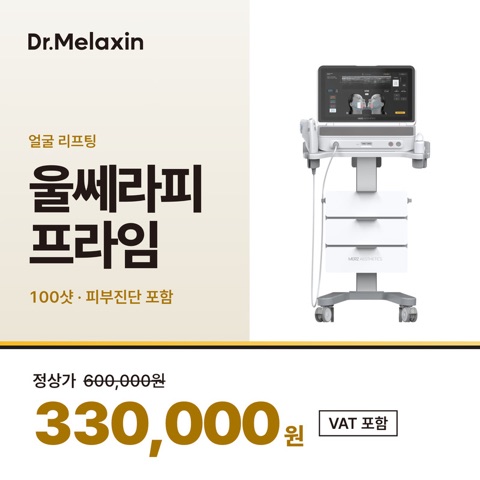 Dr.Melaxin
얼굴 리프팅
울쎄라피
프라임
100샷 · 피부진단 포함
정상가 600,000원
330,000원
VAT 포함